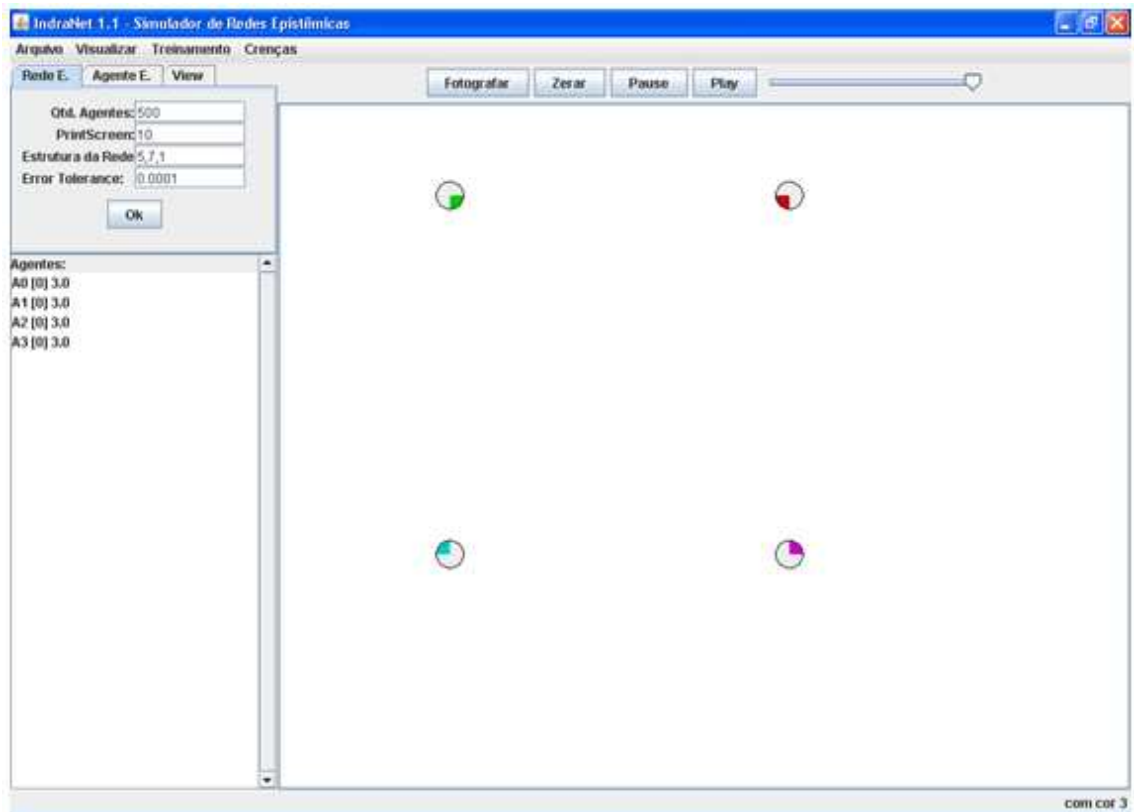 IndraNet 1.1 - Simulador de Redes Epistêmicas
Arquivo Visualizar Treinamento Crenças
Rede E. Agente E. View
Fotografar Zerar Pause Play
Qtd. Agentes: 500
PrintScreen: 10
Estrutura da Rede 5,7,1
Error Tolerance: 0.0001
Ok
Agentes:
A0 [0] 3.0
A1 [0] 3.0
A2 [0] 3.0
A3 [0] 3.0
com cor 3